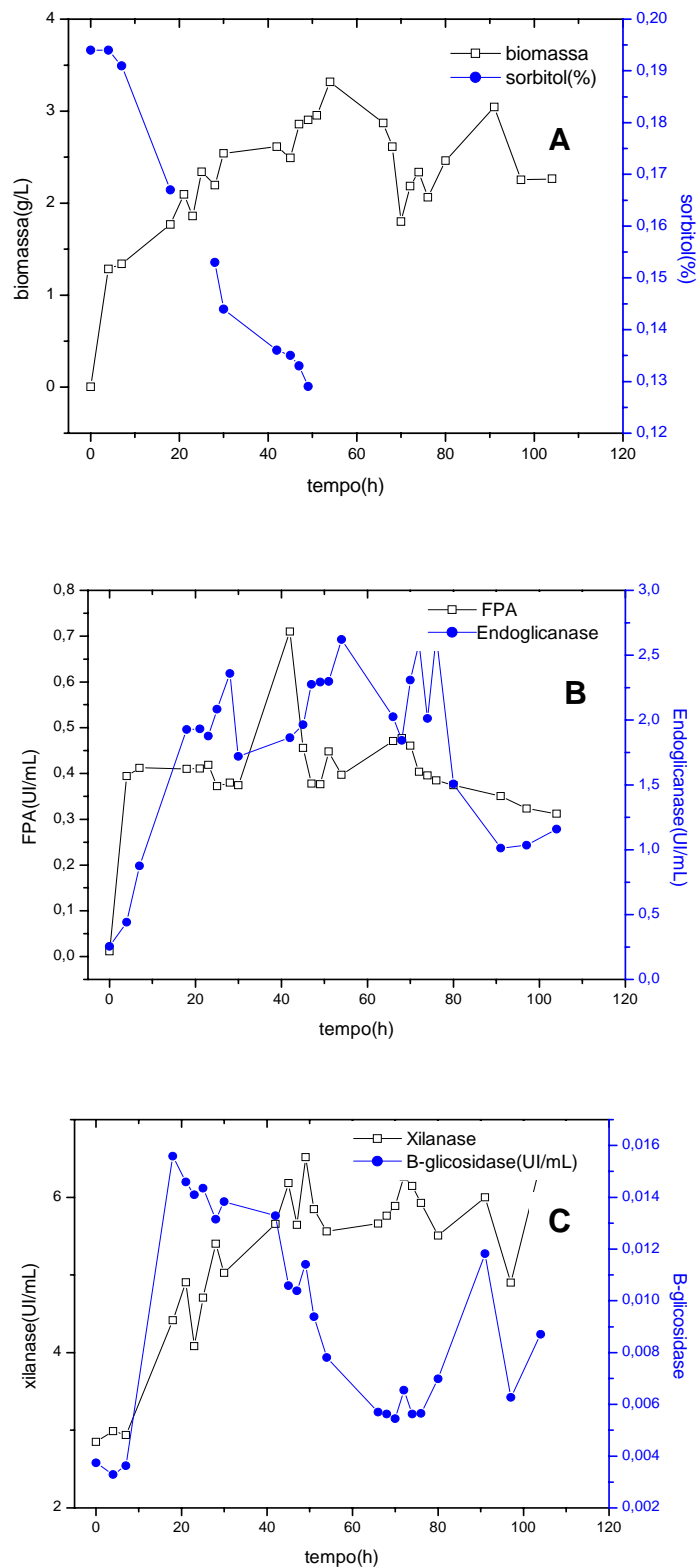 4
3
2
1
0
biomassa(g/L)
biomassa
sorbitol(%)
A
0,20
0,19
0,18
0,17
0,16
0,15
0,14
0,13
0,12
sorbitol(%)
0 20 40 60 80 100 120
tempo(h)
0,8
0,7
0,6
0,5
0,4
0,3
0,2
0,1
0,0
FPA(UI/mL)
FPA
Endoglicanase
B
3,0
2,5
2,0
1,5
1,0
0,5
0,0
Endoglicanase(UI/mL)
0 20 40 60 80 100 120
tempo(h)
6
4
2
xilanase(UI/mL)
Xilanase
B-glicosidase(UI/mL)
C
0,016
0,014
0,012
0,010
0,008
0,006
0,004
0,002
B-glicosidase
0 20 40 60 80 100 120
tempo(h)